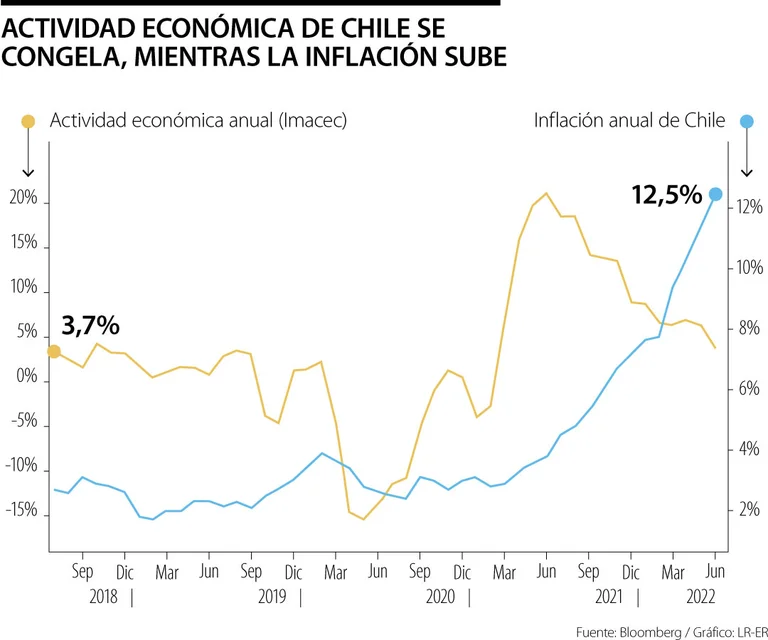 ACTIVIDAD ECONÓMICA DE CHILE SE
CONGELA, MIENTRAS LA INFLACIÓN SUBE
Actividad económica anual (Imacec)
Inflación anual de Chile
20%
15%
10%
5%
0%
-5%
-10%
-15%
3,7%
12,5%
12%
10%
8%
6%
4%
2%
Sep Dic Mar Jun Sep Dic Mar Jun Sep Dic Mar Jun Sep Dic Mar Jun
2018 | 2019 | 2020 | 2021 | 2022
Fuente: Bloomberg / Gráfico: LR-ER